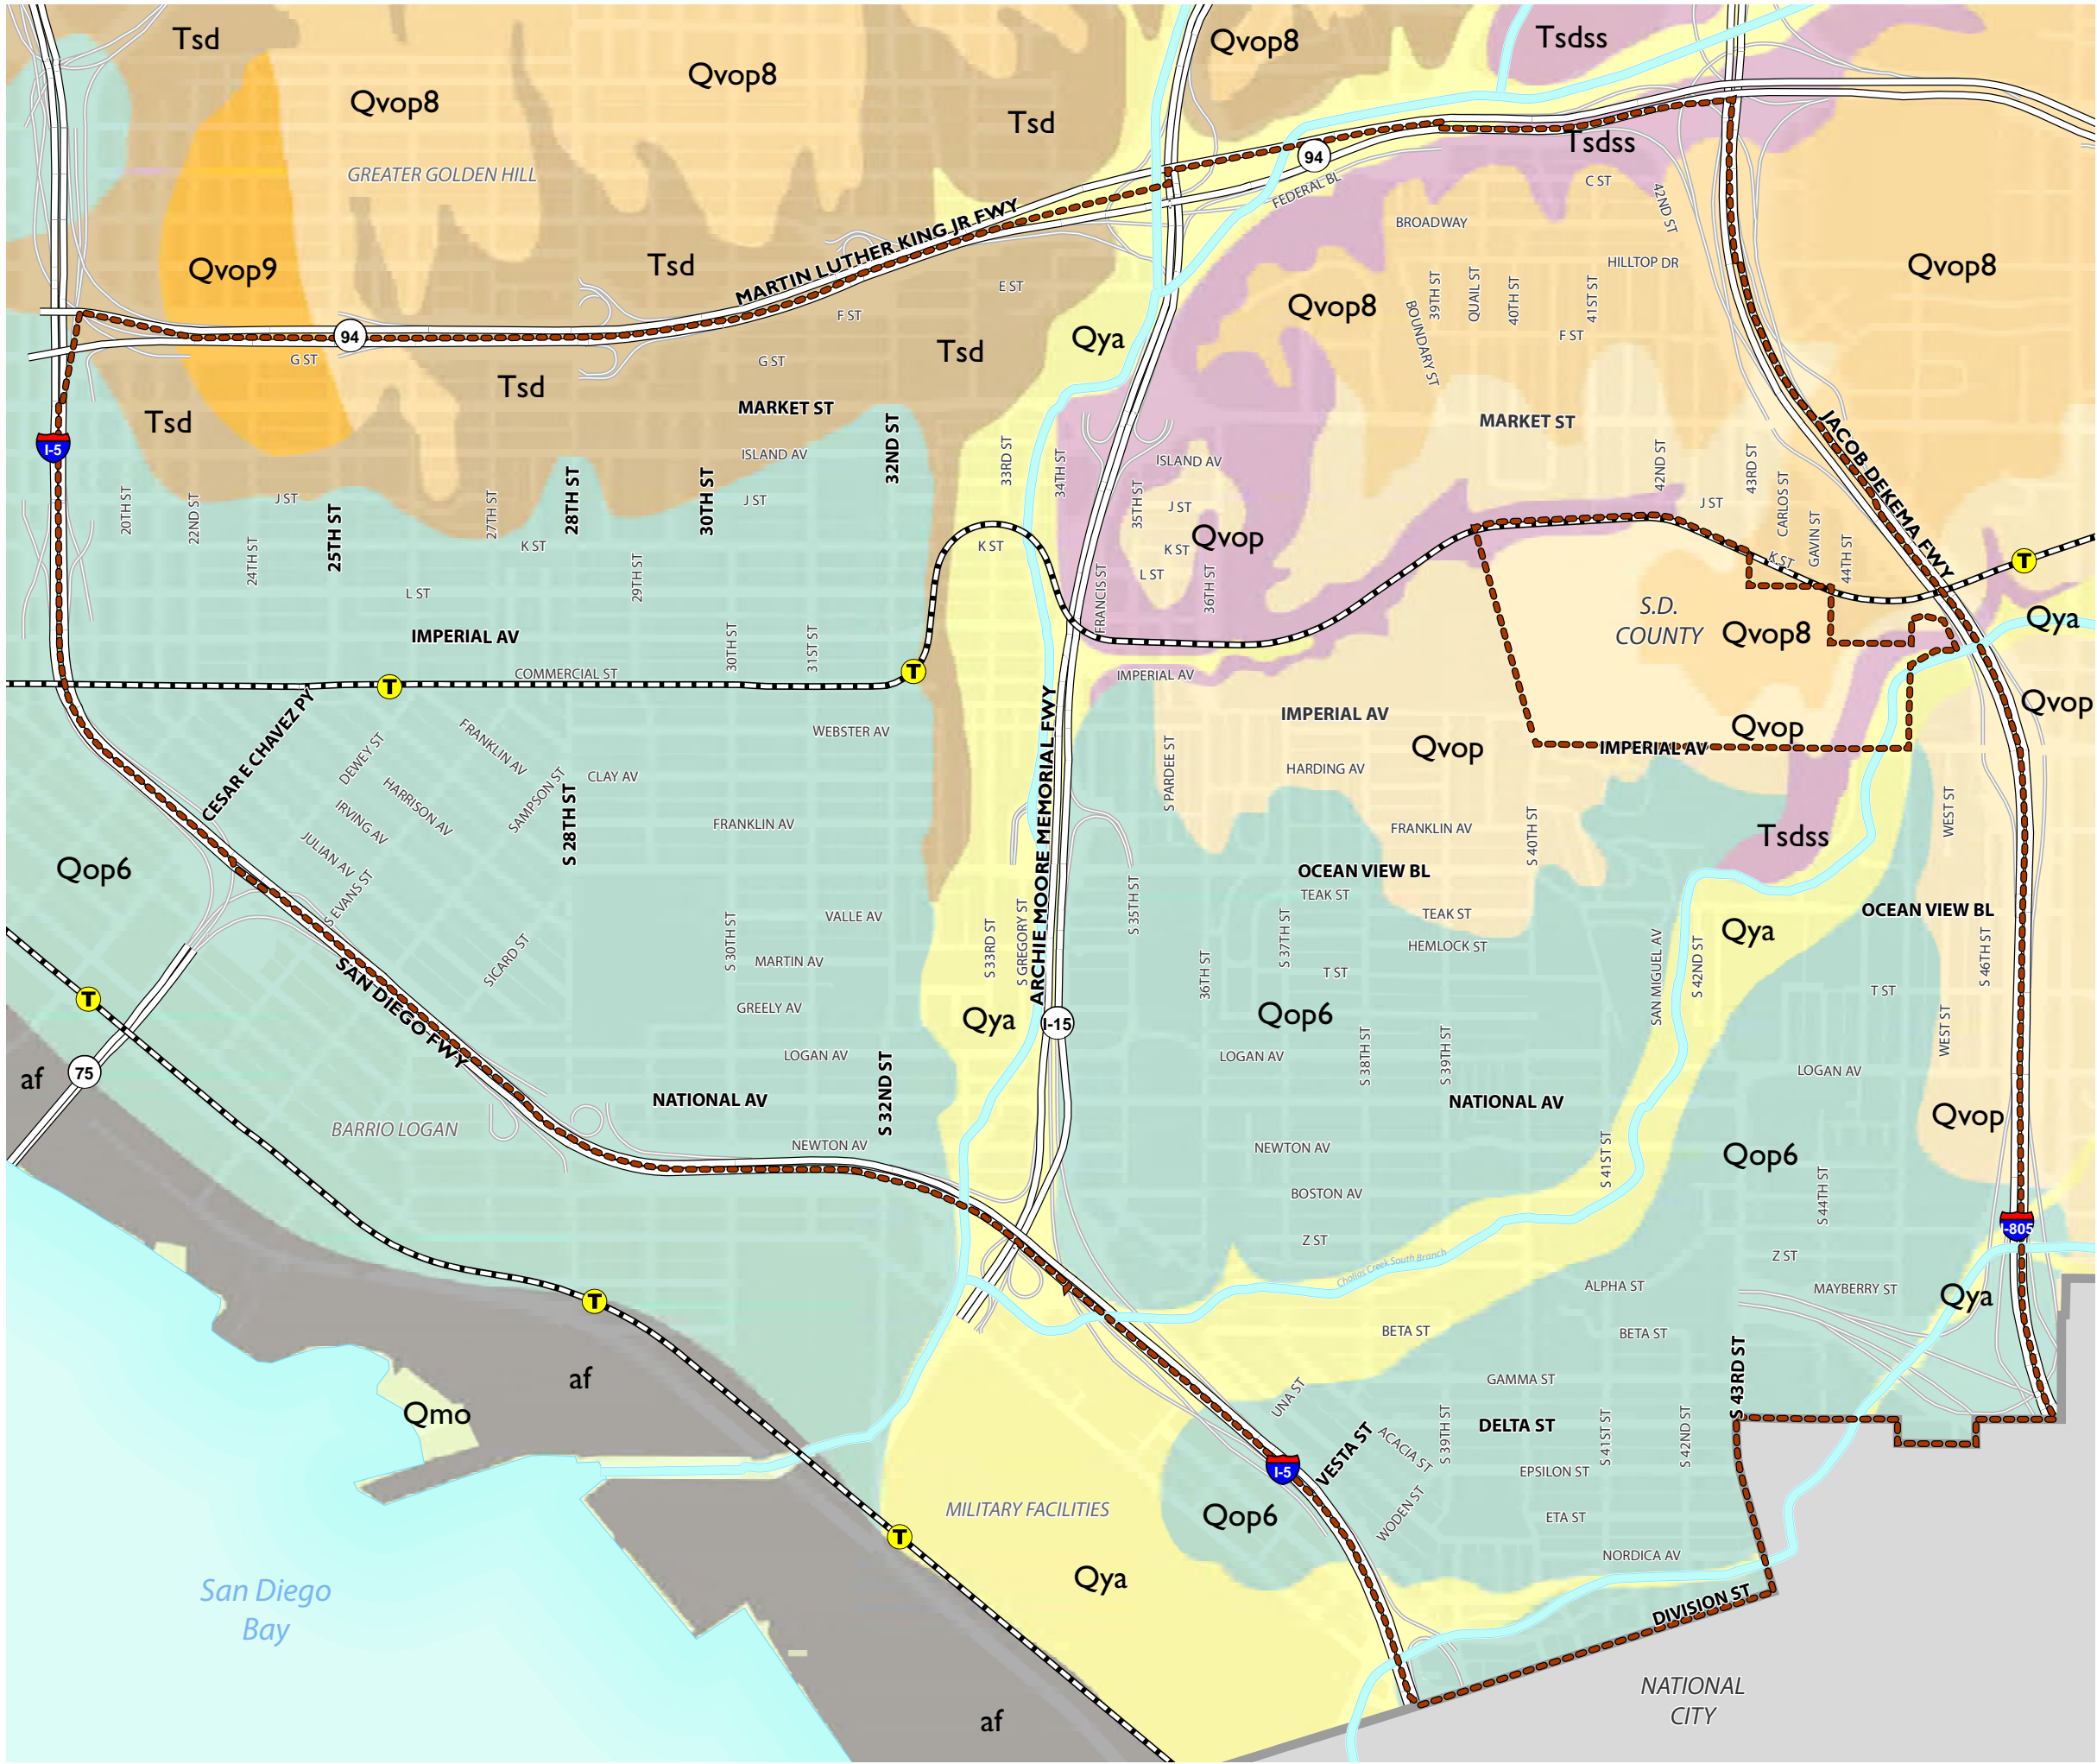 Tsd
Qvop8
Qvop8
Tsd
Qvop8
Tsdss
Tsdss
GREATER GOLDEN HILL
94
FEDERAL BL
C ST
42ND ST
BROADWAY
HILLTOP DR
Qvop9
Tsd
MARTIN LUTHER KING JR FWY
E ST
F ST
Qvop8
39TH ST
QUAIL ST
40TH ST
41ST ST
BOUNDARY ST
F ST
Qvop8
94
G ST
G ST
Tsd
Qya
Tsd
Tsd
MARKET ST
MARKET ST
JACOB DEKEMA FWY
I-5
ISLAND AV
32ND ST
33RD ST
34TH ST
ISLAND AV
42ND ST
43RD ST
CARLOS ST
20TH ST
22ND ST
J ST
24TH ST
25TH ST
27TH ST
28TH ST
K ST
30TH ST
J ST
29TH ST
K ST
35TH ST
J ST
Qvop
K ST
L ST
36TH ST
FRANCIS ST
J ST
GAVIN ST
44TH ST
K ST
T
L ST
IMPERIAL AV
30TH ST
31ST ST
S.D.
COUNTY
Qvop8
Qya
COMMERCIAL ST
T
T
IMPERIAL AV
IMPERIAL AV
Qvop
Qvop
IMPERIAL AV
Qvop
CESAR E CHAVEZ PY
DEWEY ST
FRANKLIN AV
WEBSTER AV
HARRISON AV
SAMPSON ST
CLAY AV
S PARDEE ST
HARDING AV
IRVING AV
JULIAN AV
S 28TH ST
FRANKLIN AV
ARCHIE MOORE MEMORIAL FWY
FRANKLIN AV
S 40TH ST
Tsdss
WEST ST
Qop6
S EVANS ST
OCEAN VIEW BL
TEAK ST
TEAK ST
OCEAN VIEW BL
VALLE AV
S 30TH ST
S 33RD ST
S GREGORY ST
S 35TH ST
S 37TH ST
HEMLOCK ST
SAN MIGUEL AV
S 42ND ST
Qya
S 46TH ST
SICARD ST
MARTIN AV
36TH ST
T ST
T ST
T
SAN DIEGO FWY
GREELY AV
Qya
I-15
Qop6
WEST ST
75
af
LOGAN AV
S 32ND ST
LOGAN AV
S 38TH ST
S 39TH ST
LOGAN AV
NATIONAL AV
NATIONAL AV
BARRIO LOGAN
NEWTON AV
NEWTON AV
S 41ST ST
Qop6
Qvop
S 44TH ST
BOSTON AV
I-805
Z ST
Chollas Creek South Branch
Z ST
ALPHA ST
MAYBERRY ST
Qya
T
BETA ST
BETA ST
S 43RD ST
af
GAMMA ST
UNA ST
Qmo
VESTA ST
ACACIA ST
S 39TH ST
DELTA ST
S 41ST ST
S 42ND ST
I-5
EPSILON ST
MILITARY FACILITIES
Qop6
WODEN ST
ETA ST
T
NORDICA AV
Qya
San Diego
Bay
DIVISION ST
NATIONAL
CITY
af